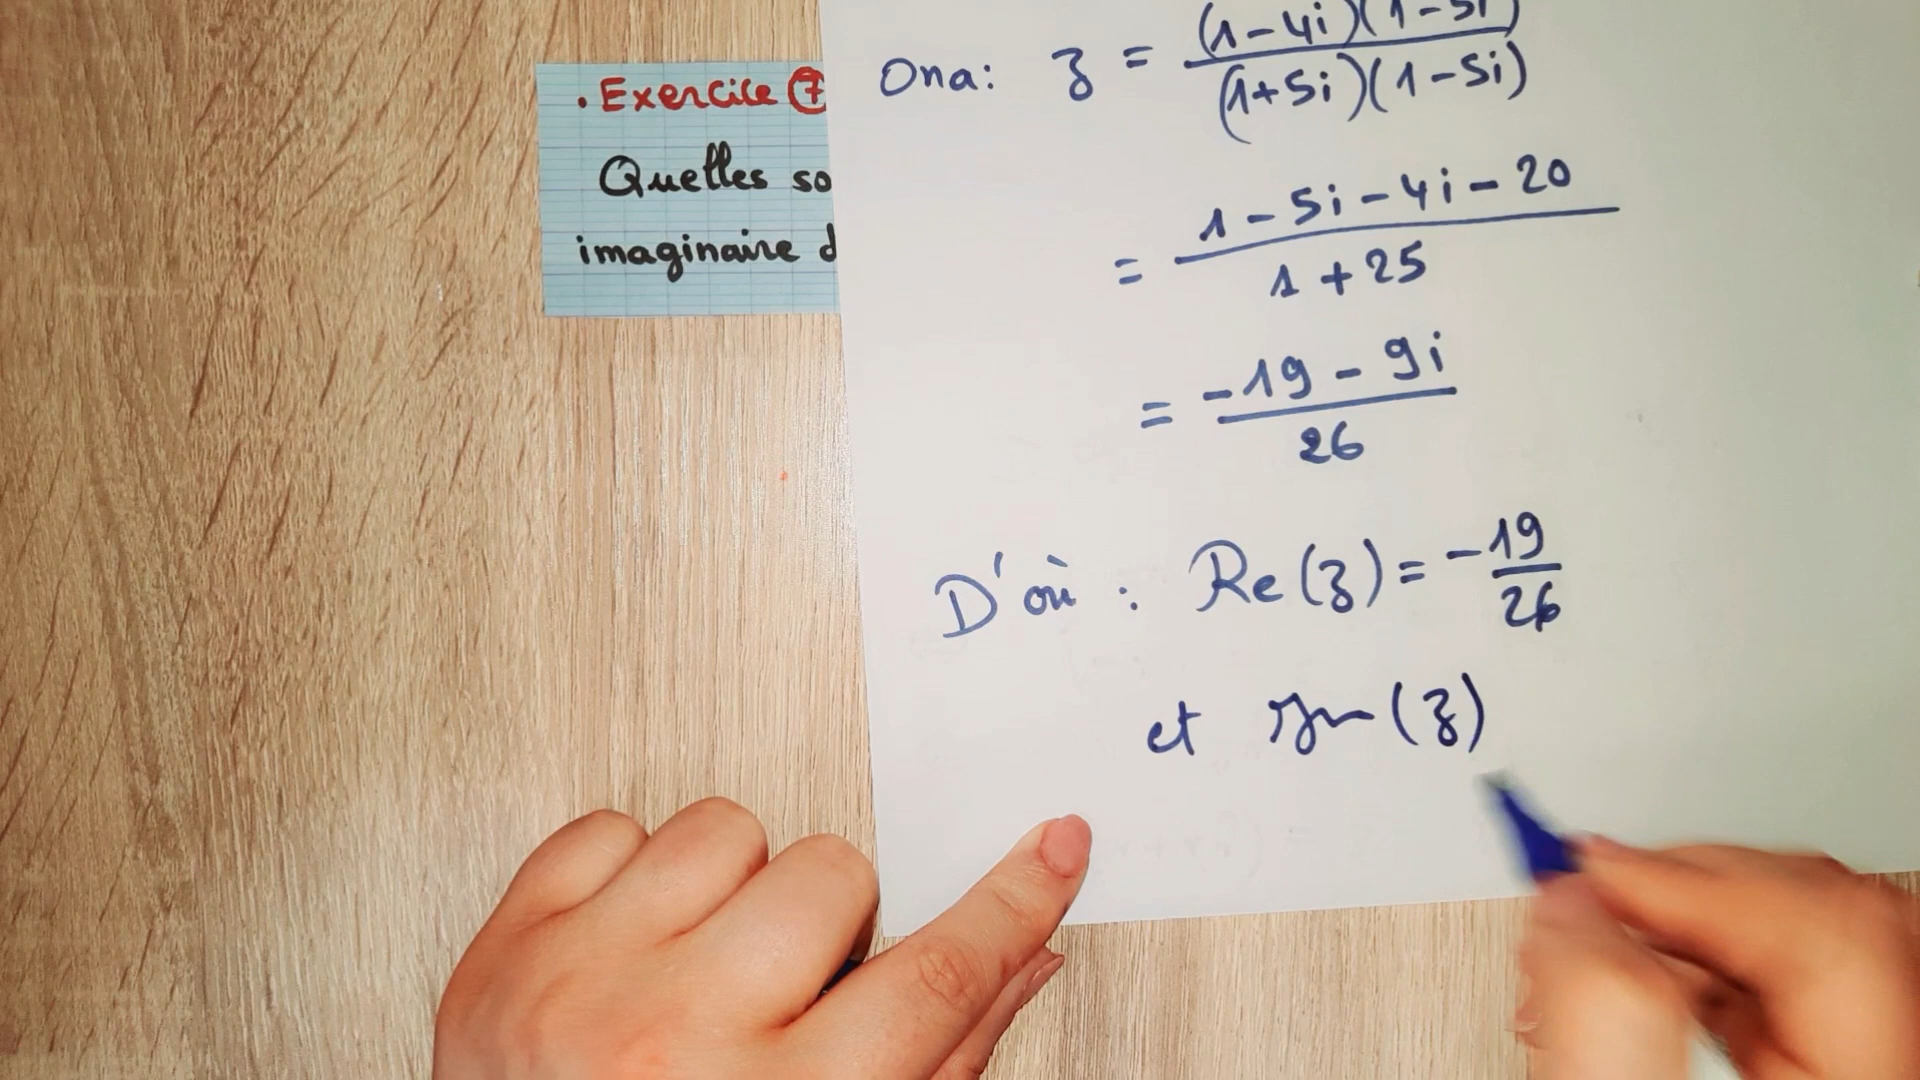 . Exercice 7
Quelles so
imaginaire d
Ona: z = (1-4i)(1-5i) / (1+5i)(1-5i)
= 1-5i-4i-20 / 1+25
= -19-9i / 26
D'où : Re(z) = -19/26
et Im(z)